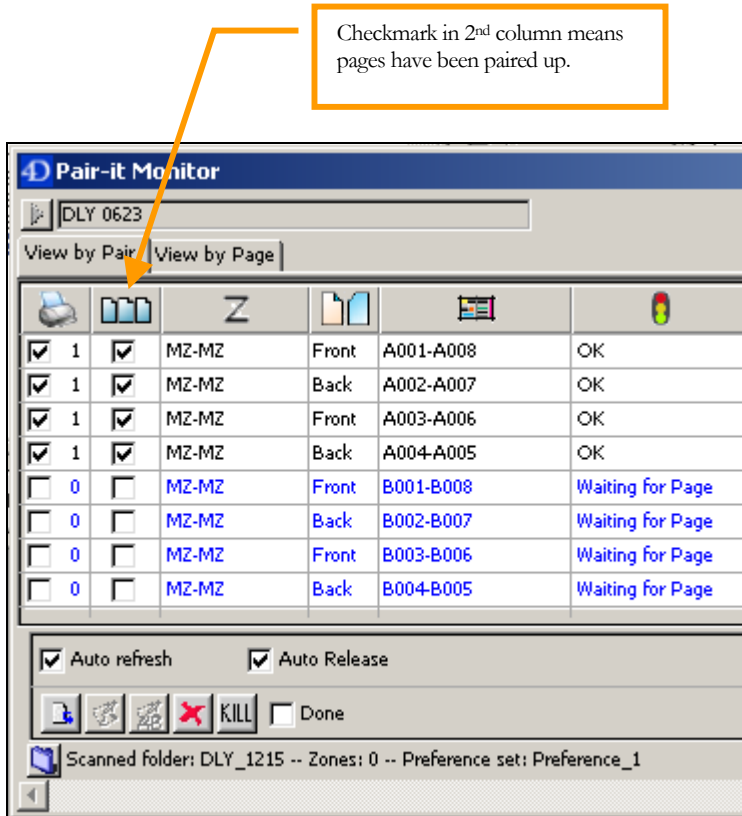 Checkmark in 2nd column means
pages have been paired up.
4D Pair-it Monitor
DLY 0623
View by Pair View by Page
Z
1 MZ-MZ Front A001-A008 OK
1 MZ-MZ Back A002-A007 OK
1 MZ-MZ Front A003-A006 OK
1 MZ-MZ Back A004-A005 OK
0 MZ-MZ Front B001-B008 Waiting for Page
0 MZ-MZ Back B002-B007 Waiting for Page
0 MZ-MZ Front B003-B006 Waiting for Page
0 MZ-MZ Back B004-B005 Waiting for Page
Auto refresh Auto Release
KILL Done
Scanned folder: DLY_1215 -- Zones: 0 -- Preference set: Preference_1